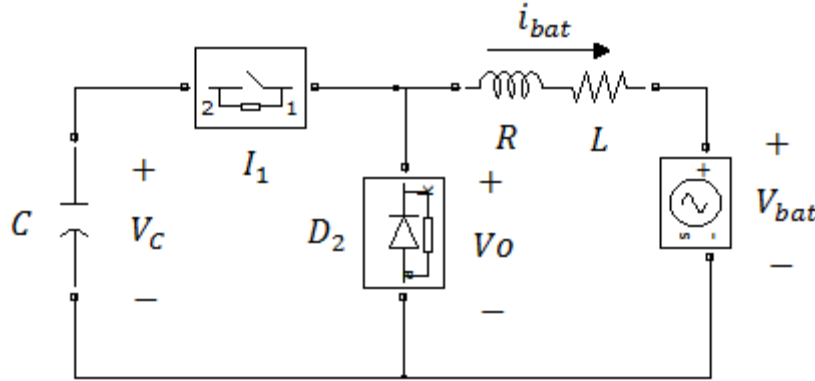 i_bat
2 1
I_1
R L
C + V_C −
D_2 + Vo −
+ V_bat −
+
s −